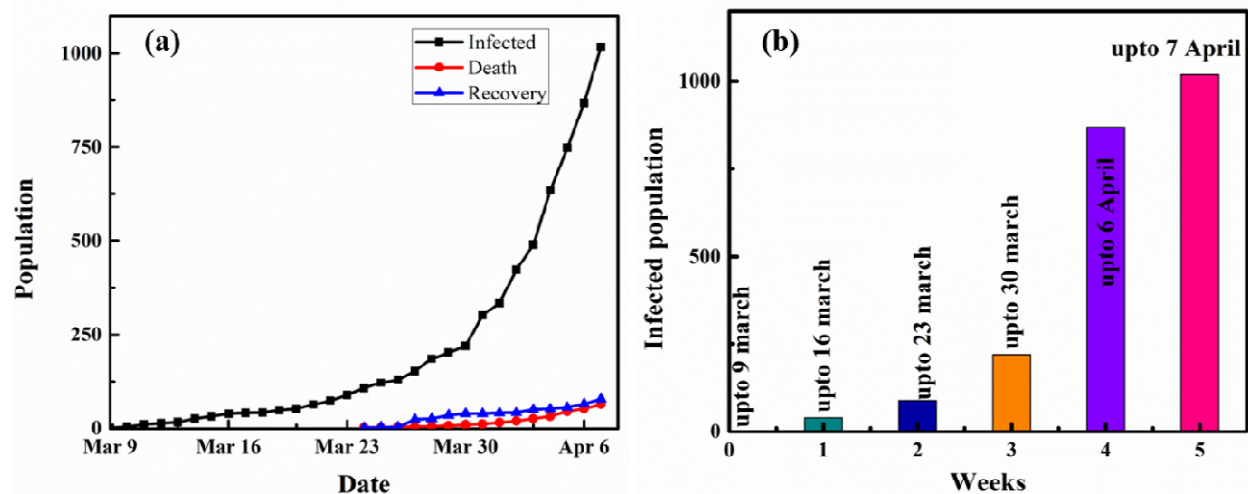 (a)
Infected
Death
Recovery
1000
750
500
250
0
Population
Mar 9 Mar 16 Mar 23 Mar 30 Apr 6
Date
(b)
upto 7 April
1000
500
0
Infected population
upto 9 march
upto 16 march
upto 23 march
upto 30 march
upto 6 April
0 1 2 3 4 5
Weeks